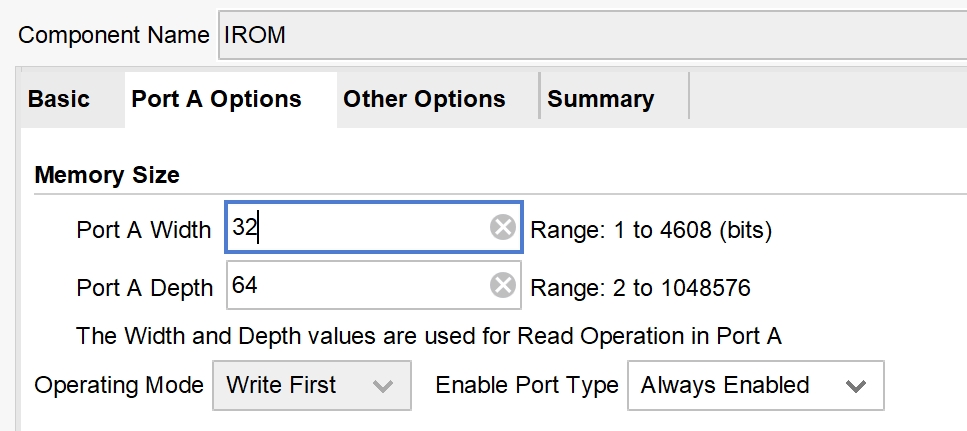 Component Name IROM
Basic Port A Options Other Options Summary
Memory Size
Port A Width 32 Range: 1 to 4608 (bits)
Port A Depth 64 Range: 2 to 1048576
The Width and Depth values are used for Read Operation in Port A
Operating Mode Write First Enable Port Type Always Enabled